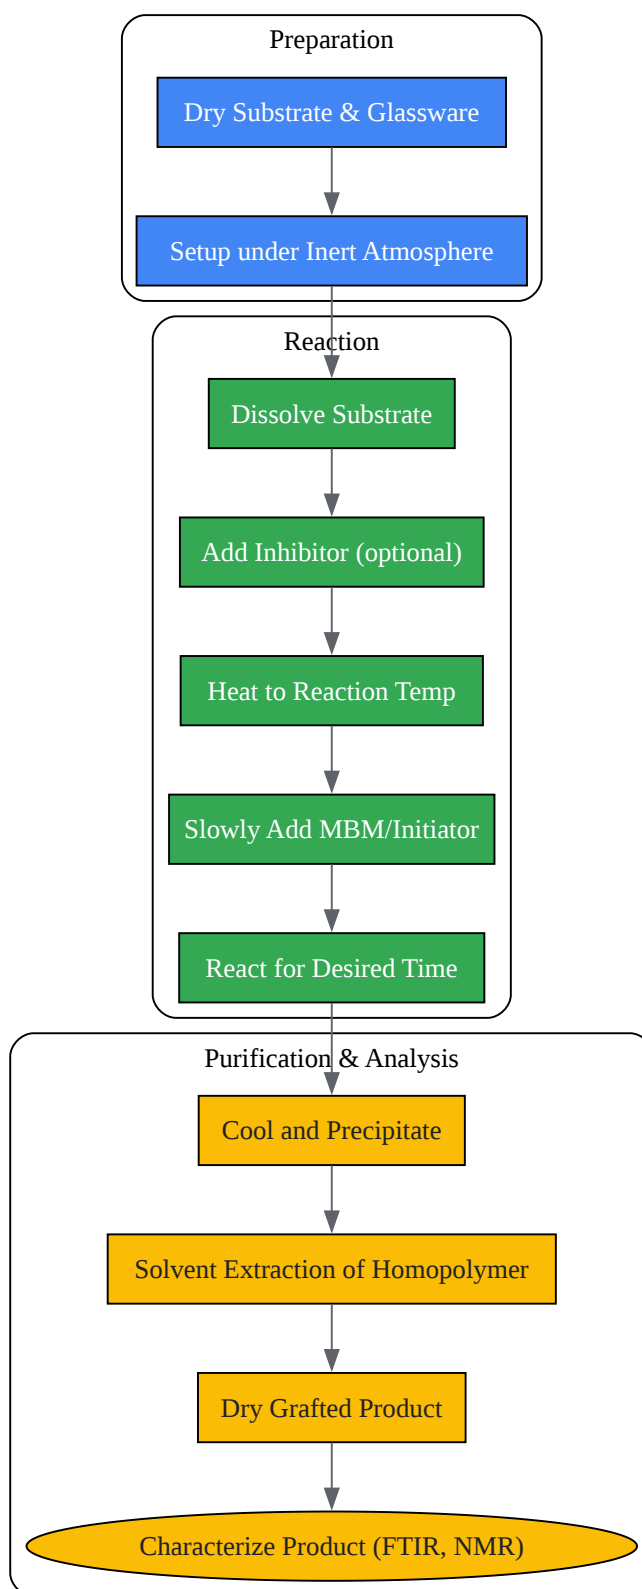 Preparation
Dry Substrate & Glassware
Setup under Inert Atmosphere
Reaction
Dissolve Substrate
Add Inhibitor (optional)
Heat to Reaction Temp
Slowly Add MBM/Initiator
React for Desired Time
Purification & Analysis
Cool and Precipitate
Solvent Extraction of Homopolymer
Dry Grafted Product
Characterize Product (FTIR, NMR)